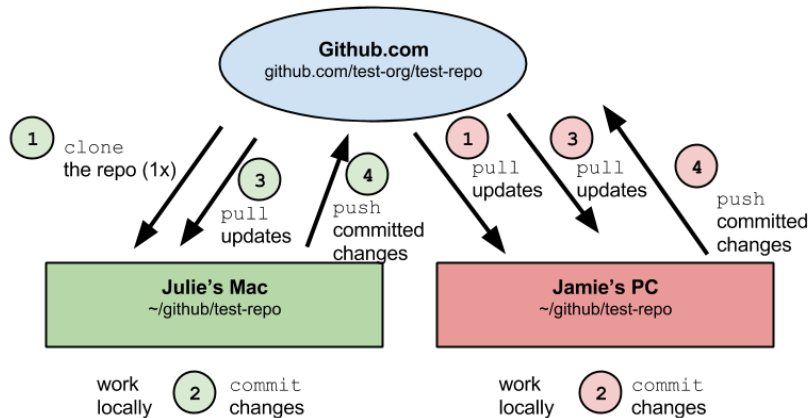 Github.com
github.com/test-org/test-repo
1
clone
the repo (1x)
3
pull
updates
4
push
committed
changes
1
pull
updates
3
pull
updates
4
push
committed
changes
Julie's Mac
~/github/test-repo
Jamie's PC
~/github/test-repo
work
locally
2
commit
changes
work
locally
2
commit
changes